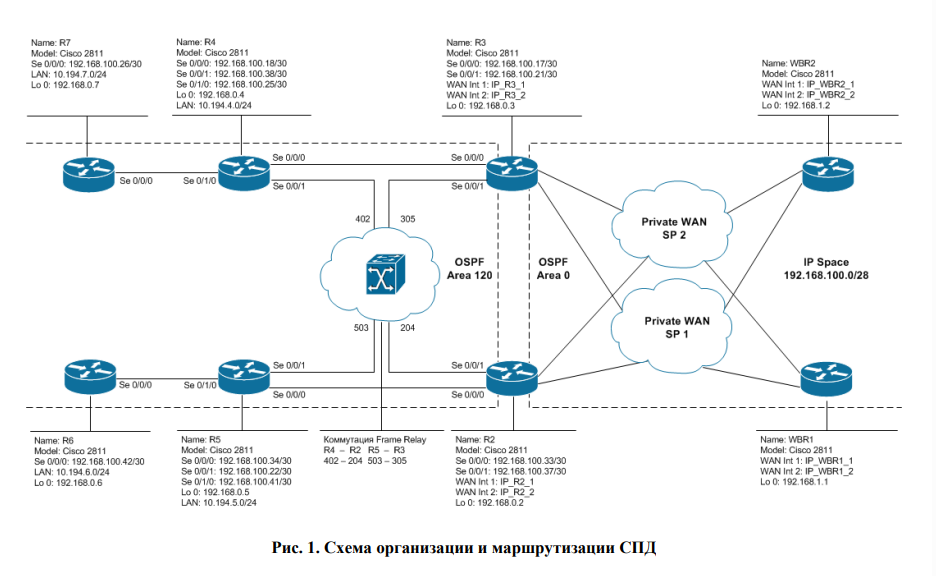 Name: R7
Model: Cisco 2811
Se 0/0/0: 192.168.100.26/30
LAN: 10.194.7.0/24
Lo 0: 192.168.0.7
Name: R4
Model: Cisco 2811
Se 0/0/0: 192.168.100.18/30
Se 0/0/1: 192.168.100.38/30
Se 0/1/0: 192.168.100.25/30
Lo 0: 192.168.0.4
LAN: 10.194.4.0/24
Name: R3
Model: Cisco 2811
Se 0/0/0: 192.168.100.17/30
Se 0/0/1: 192.168.100.21/30
WAN Int 1: IP_R3_1
WAN Int 2: IP_R3_2
Lo 0: 192.168.0.3
Name: WBR2
Model: Cisco 2811
WAN Int 1: IP_WBR2_1
WAN Int 2: IP_WBR2_2
Lo 0: 192.168.1.2
Se 0/0/0
Se 0/1/0
Se 0/0/0
Se 0/0/1
Se 0/0/0
Se 0/0/1
402
305
Private WAN
SP 2
OSPF
Area 120
OSPF
Area 0
IP Space
192.168.100.0/28
Private WAN
SP 1
503
204
Se 0/0/0
Se 0/1/0
Se 0/0/1
Se 0/0/0
Se 0/0/1
Se 0/0/0
Name: R6
Model: Cisco 2811
Se 0/0/0: 192.168.100.42/30
LAN: 10.194.6.0/24
Lo 0: 192.168.0.6
Name: R5
Model: Cisco 2811
Se 0/0/0: 192.168.100.34/30
Se 0/0/1: 192.168.100.22/30
Se 0/1/0: 192.168.100.41/30
Lo 0: 192.168.0.5
LAN: 10.194.5.0/24
Коммутация Frame Relay
R4 – R2 R5 – R3
402 – 204 503 – 305
Name: R2
Model: Cisco 2811
Se 0/0/0: 192.168.100.33/30
Se 0/0/1: 192.168.100.37/30
WAN Int 1: IP_R2_1
WAN Int 2: IP_R2_2
Lo 0: 192.168.0.2
Name: WBR1
Model: Cisco 2811
WAN Int 1: IP_WBR1_1
WAN Int 2: IP_WBR1_2
Lo 0: 192.168.1.1
Рис. 1. Схема организации и маршрутизации СПД